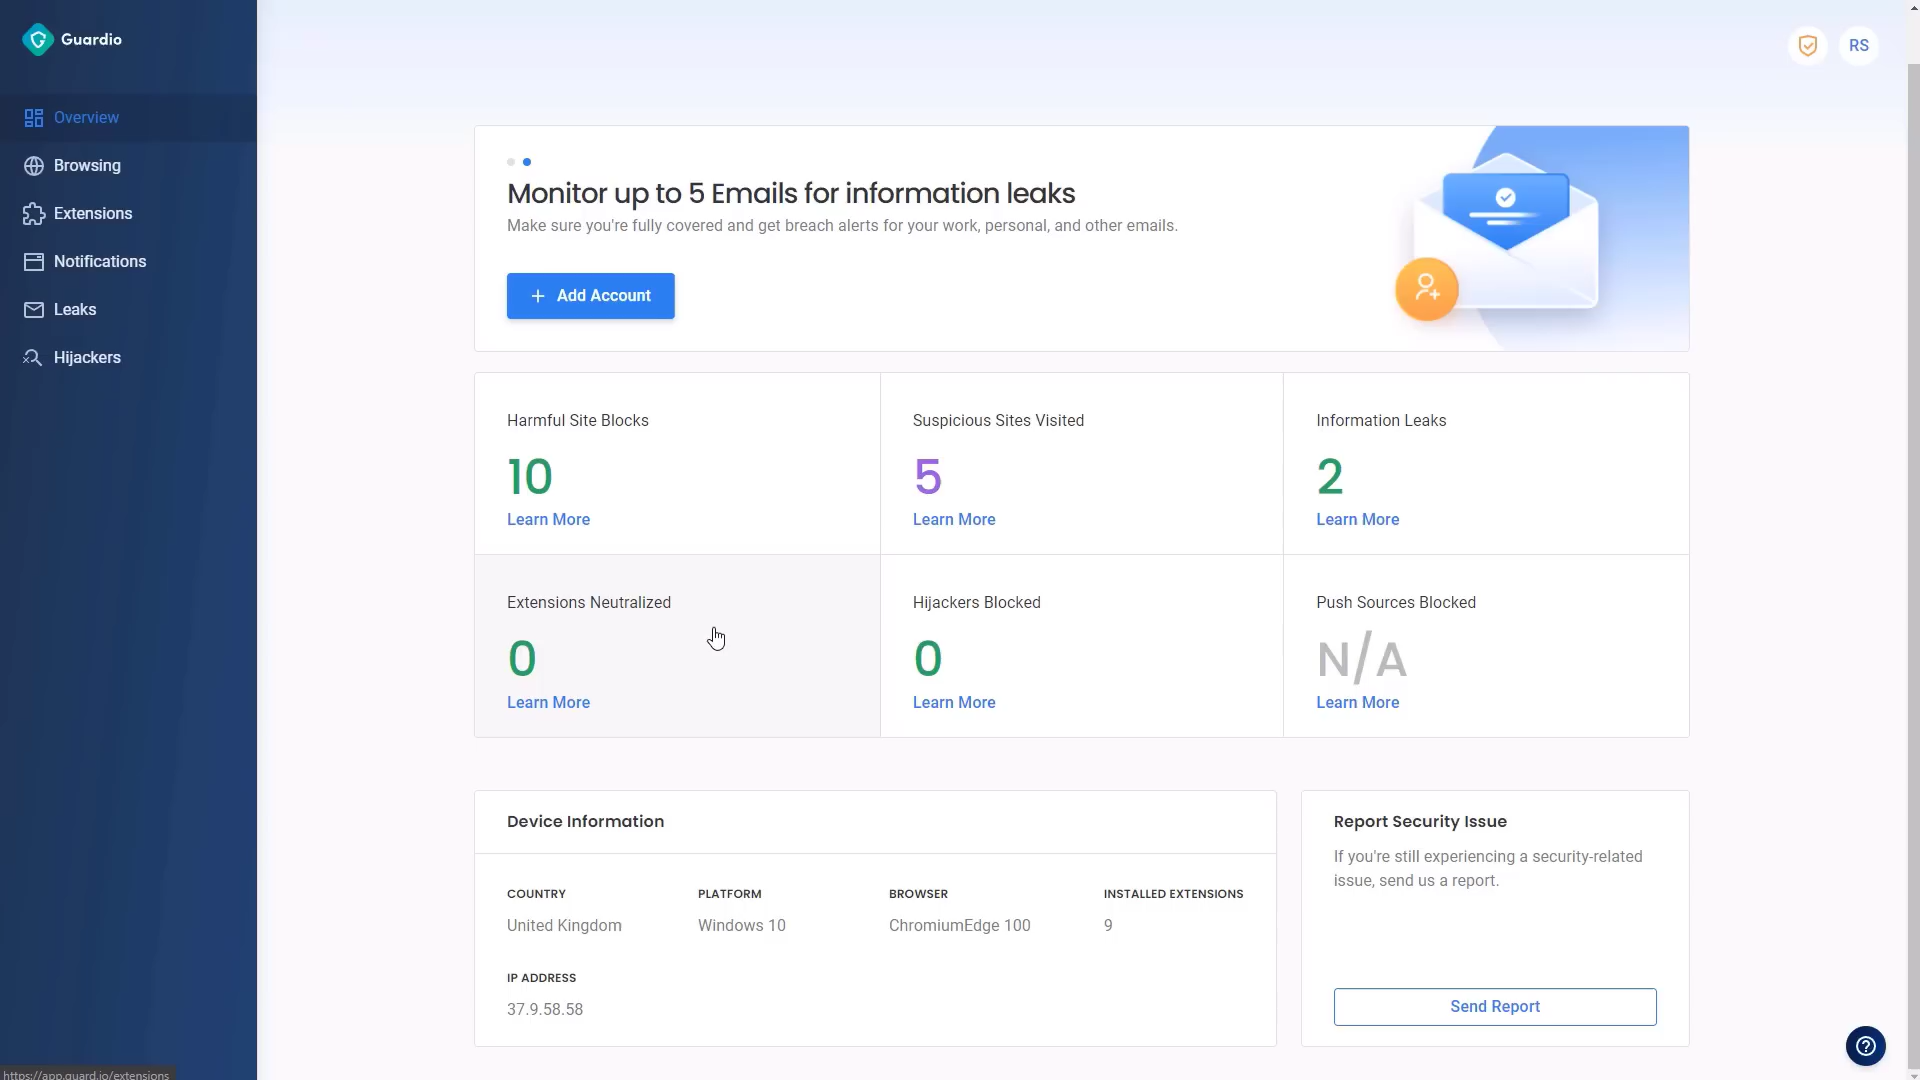 Guardio
Overview
Browsing
Extensions
Notifications
Leaks
Hijackers
RS
Monitor up to 5 Emails for information leaks
Make sure you're fully covered and get breach alerts for your work, personal, and other emails.
+ Add Account
Harmful Site Blocks
10
Learn More
Suspicious Sites Visited
5
Learn More
Information Leaks
2
Learn More
Extensions Neutralized
0
Learn More
Hijackers Blocked
0
Learn More
Push Sources Blocked
N/A
Learn More
Device Information
COUNTRY
United Kingdom
PLATFORM
Windows 10
BROWSER
ChromiumEdge 100
INSTALLED EXTENSIONS
9
IP ADDRESS
37.9.58.58
Report Security Issue
If you're still experiencing a security-related
issue, send us a report.
Send Report
https://app.guard.io/extensions